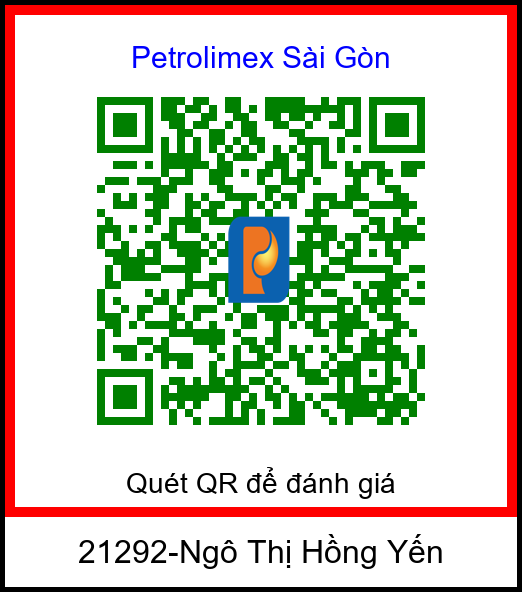 Petrolimex Sài Gòn
Quét QR để đánh giá
21292-Ngô Thị Hồng Yến